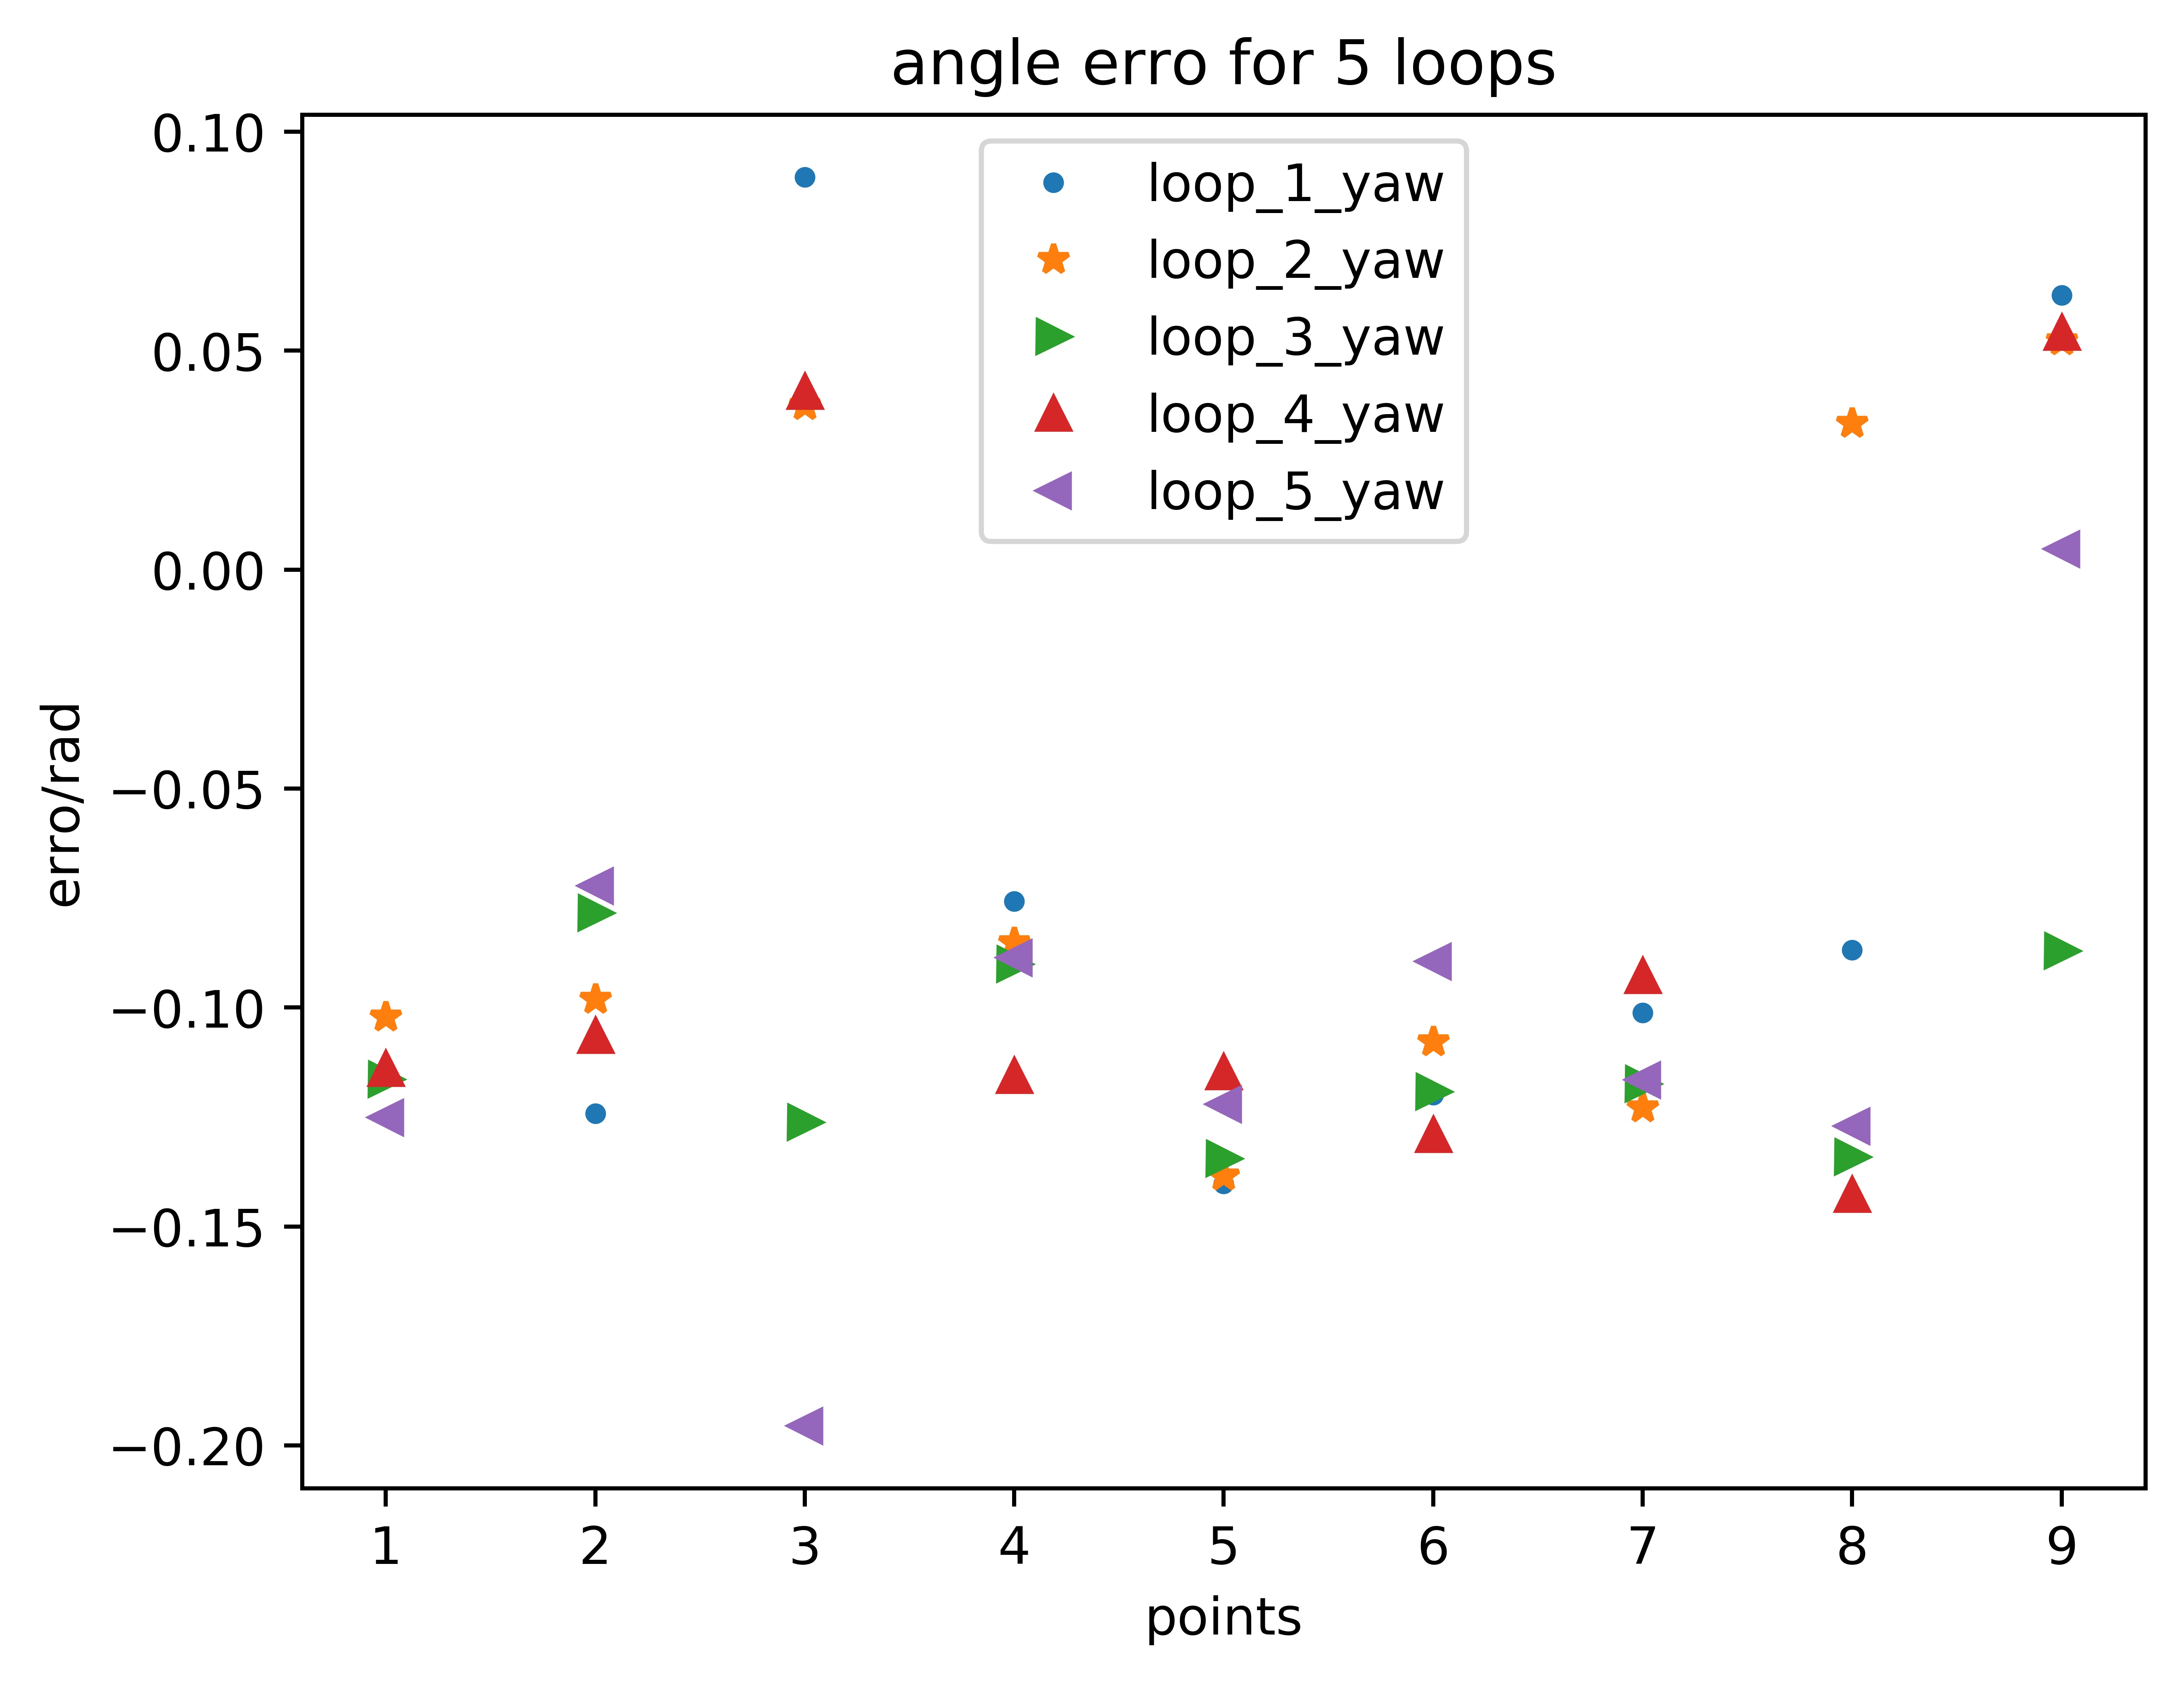 angle erro for 5 loops
0.10
0.05
0.00
−0.05
−0.10
−0.15
−0.20
erro/rad
loop_1_yaw
loop_2_yaw
loop_3_yaw
loop_4_yaw
loop_5_yaw
1 2 3 4 5 6 7 8 9
points